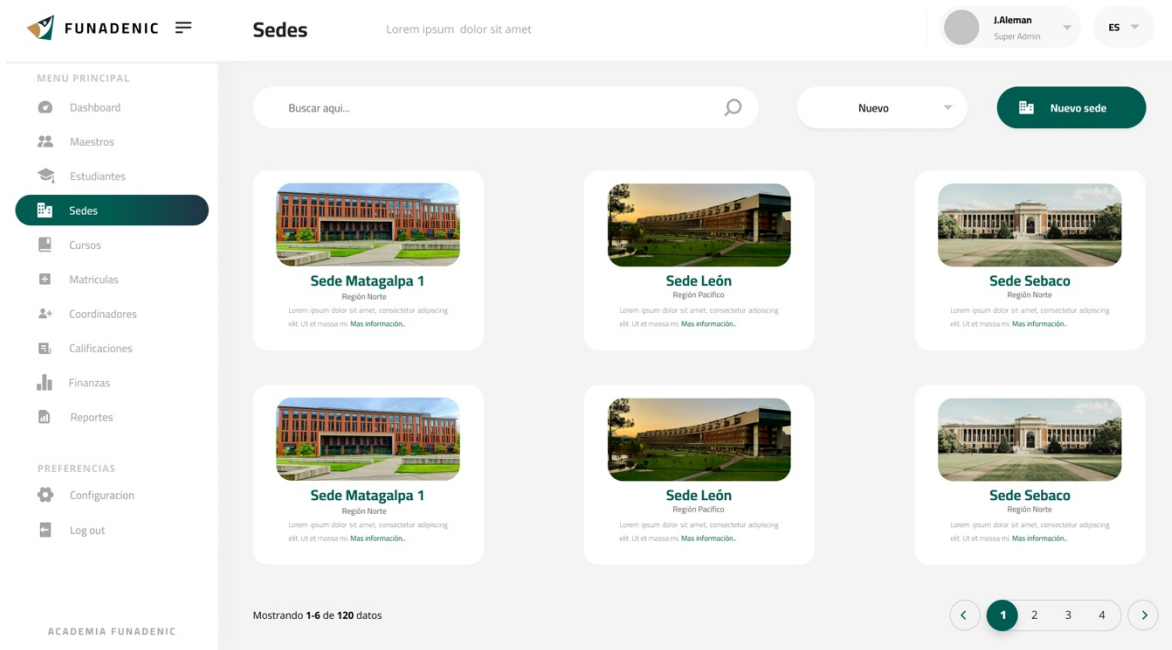 FUNADENIC
Sedes
Lorem ipsum dolor sit amet
J.Aleman
Super Admin
ES
MENU PRINCIPAL
Dashboard
Maestros
Estudiantes
Sedes
Cursos
Matriculas
Coordinadores
Calificaciones
Finanzas
Reportes
PREFERENCIAS
Configuracion
Log out
ACADEMIA FUNADENIC
Buscar aqui...
Nuevo
Nuevo sede
Sede Matagalpa 1
Región Norte
Lorem ipsum dolor sit amet, consectetur adipiscing
elit. Ut et massa mi. Mas información..
Sede León
Región Pacifico
Lorem ipsum dolor sit amet, consectetur adipiscing
elit. Ut et massa mi. Mas información..
Sede Sebaco
Región Norte
Lorem ipsum dolor sit amet, consectetur adipiscing
elit. Ut et massa mi. Mas información..
Sede Matagalpa 1
Región Norte
Lorem ipsum dolor sit amet, consectetur adipiscing
elit. Ut et massa mi. Mas información..
Sede León
Región Pacifico
Lorem ipsum dolor sit amet, consectetur adipiscing
elit. Ut et massa mi. Mas información..
Sede Sebaco
Región Norte
Lorem ipsum dolor sit amet, consectetur adipiscing
elit. Ut et massa mi. Mas información..
Mostrando 1-6 de 120 datos
1 2 3 4